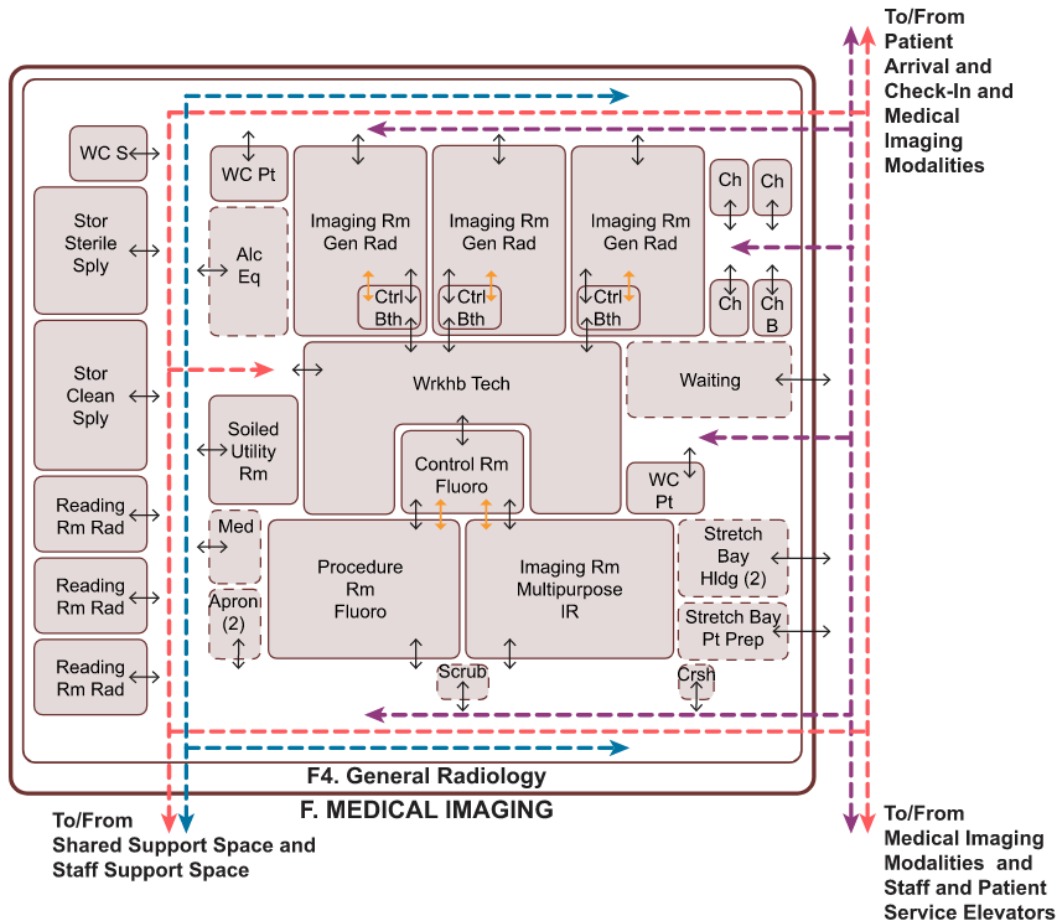 To/From
Patient
Arrival and
Check-In and
Medical
Imaging
Modalities
WC S
WC Pt
Ch
Ch
Stor
Sterile
Sply
Alc
Eq
Imaging Rm
Gen Rad
Imaging Rm
Gen Rad
Imaging Rm
Gen Rad
Ctrl
Bth
Ctrl
Bth
Ctrl
Bth
Ch
Ch
B
Stor
Clean
Sply
Wrkhb Tech
Waiting
Soiled
Utility
Rm
Control Rm
Fluoro
WC
Pt
Reading
Rm Rad
Med
Procedure
Rm
Fluoro
Imaging Rm
Multipurpose
IR
Stretch
Bay
Hldg (2)
Reading
Rm Rad
Apron
(2)
Stretch Bay
Pt Prep
Reading
Rm Rad
Scrub
Crsh
F4. General Radiology
F. MEDICAL IMAGING
To/From
Shared Support Space and
Staff Support Space
To/From
Medical Imaging
Modalities and
Staff and Patient
Service Elevators